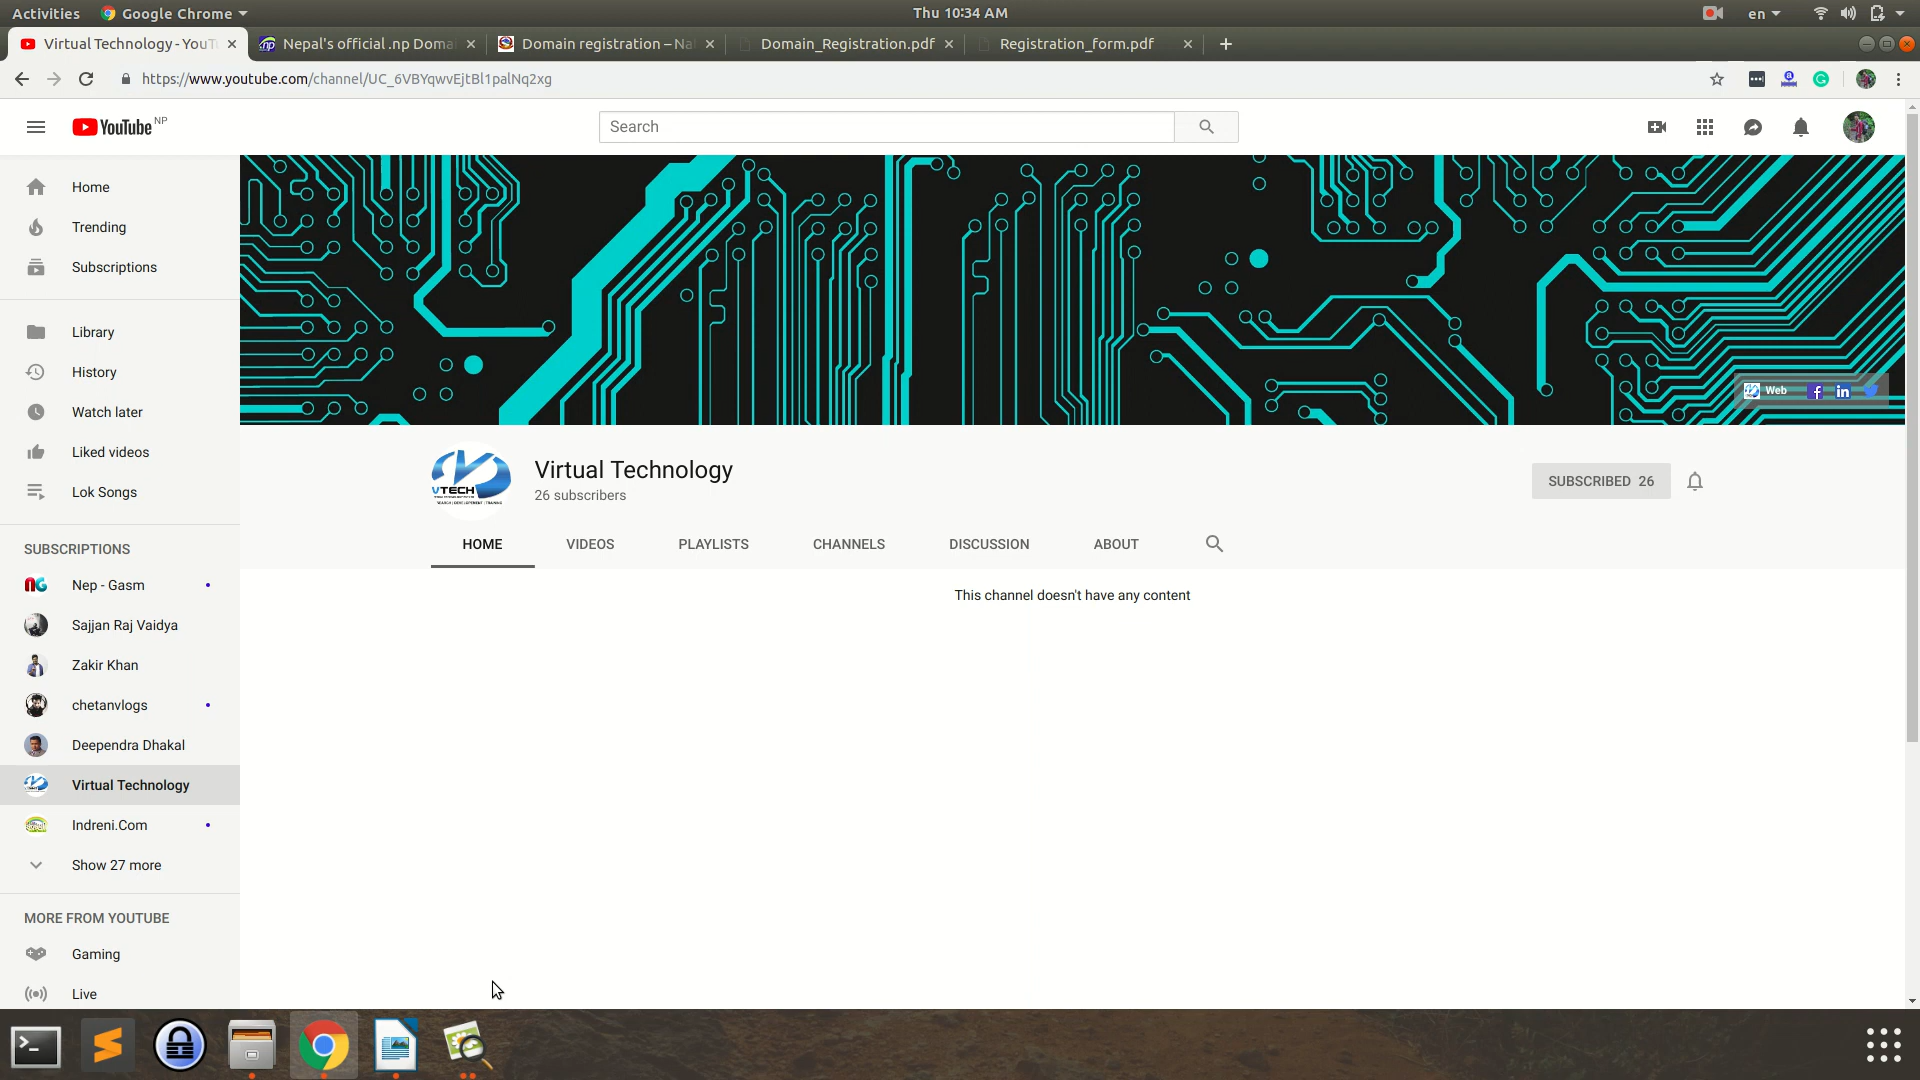 Activities
Google Chrome
Thu 10:34 AM
en
Virtual Technology - YouT
Nepal's official .np Doma
Domain registration – Na
Domain_Registration.pdf
Registration_form.pdf
https://www.youtube.com/channel/UC_6VBYqwvEjtBl1palNq2xg
YouTube NP
Search
Home
Trending
Subscriptions
Library
History
Watch later
Liked videos
Lok Songs
SUBSCRIPTIONS
Nep - Gasm
Sajjan Raj Vaidya
Zakir Khan
chetanvlogs
Deependra Dhakal
Virtual Technology
Indreni.Com
Show 27 more
MORE FROM YOUTUBE
Gaming
Live
Web
VTECH
Virtual Technology
26 subscribers
SUBSCRIBED 26
HOME
VIDEOS
PLAYLISTS
CHANNELS
DISCUSSION
ABOUT
This channel doesn't have any content